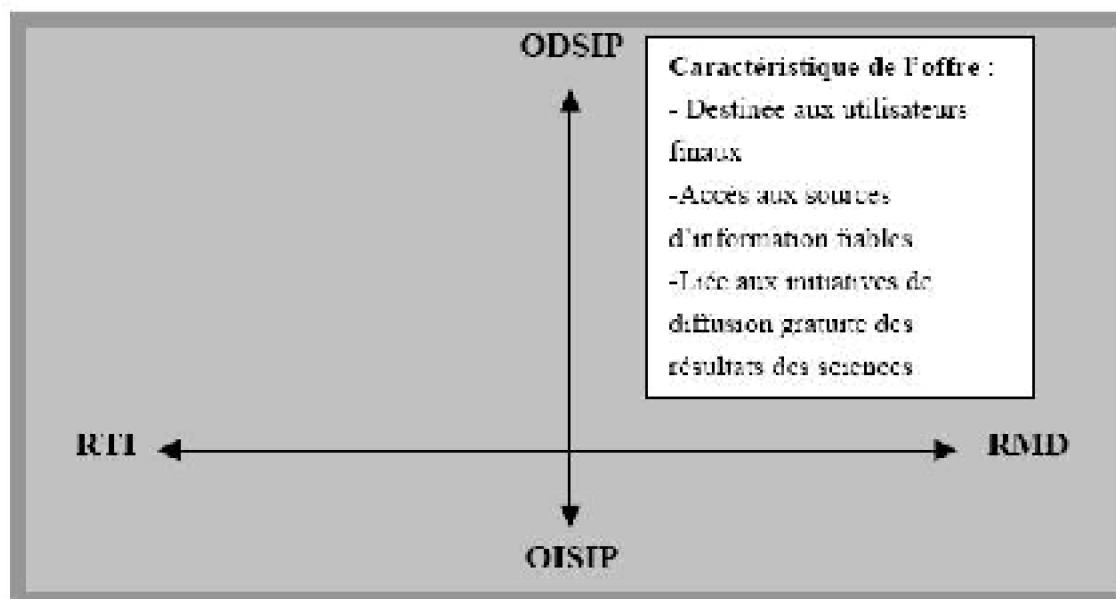 ODSIP
Caractéristique de l'offre :
- Destinée aux utilisateurs
finaux
-Accès aux sources
d'information fiables
-Liée aux initiatives de
diffusion gratuite des
résultats des sciences
RTI
RMD
OISIP